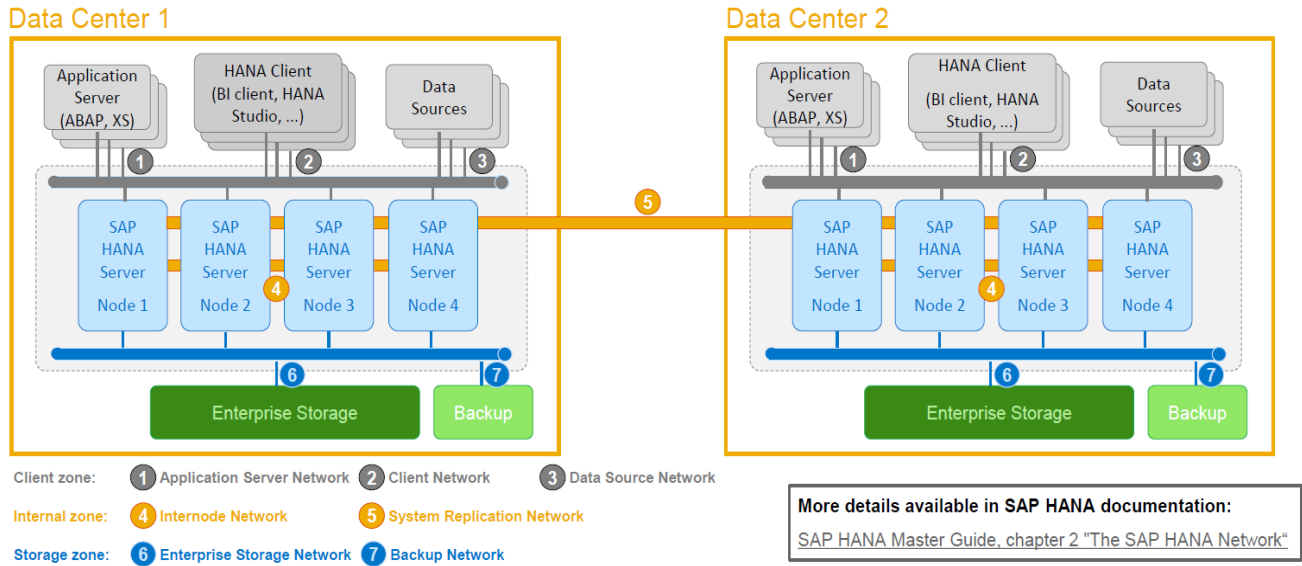 Data Center 1
Data Center 2
Application
Server
(ABAP, XS)
HANA Client
(BI client, HANA
Studio, ...)
Data
Sources
Application
Server
(ABAP, XS)
HANA Client
(BI client, HANA
Studio, ...)
Data
Sources
1
2
3
1
2
3
5
SAP
HANA
Server
Node 1
SAP
HANA
Server
Node 2
SAP
HANA
Server
Node 3
SAP
HANA
Server
Node 4
4
SAP
HANA
Server
Node 1
SAP
HANA
Server
Node 2
SAP
HANA
Server
Node 3
SAP
HANA
Server
Node 4
4
6
7
6
7
Enterprise Storage
Backup
Enterprise Storage
Backup
Client zone: 1 Application Server Network 2 Client Network 3 Data Source Network
Internal zone: 4 Internode Network 5 System Replication Network
Storage zone: 6 Enterprise Storage Network 7 Backup Network
More details available in SAP HANA documentation:
SAP HANA Master Guide, chapter 2 "The SAP HANA Network“